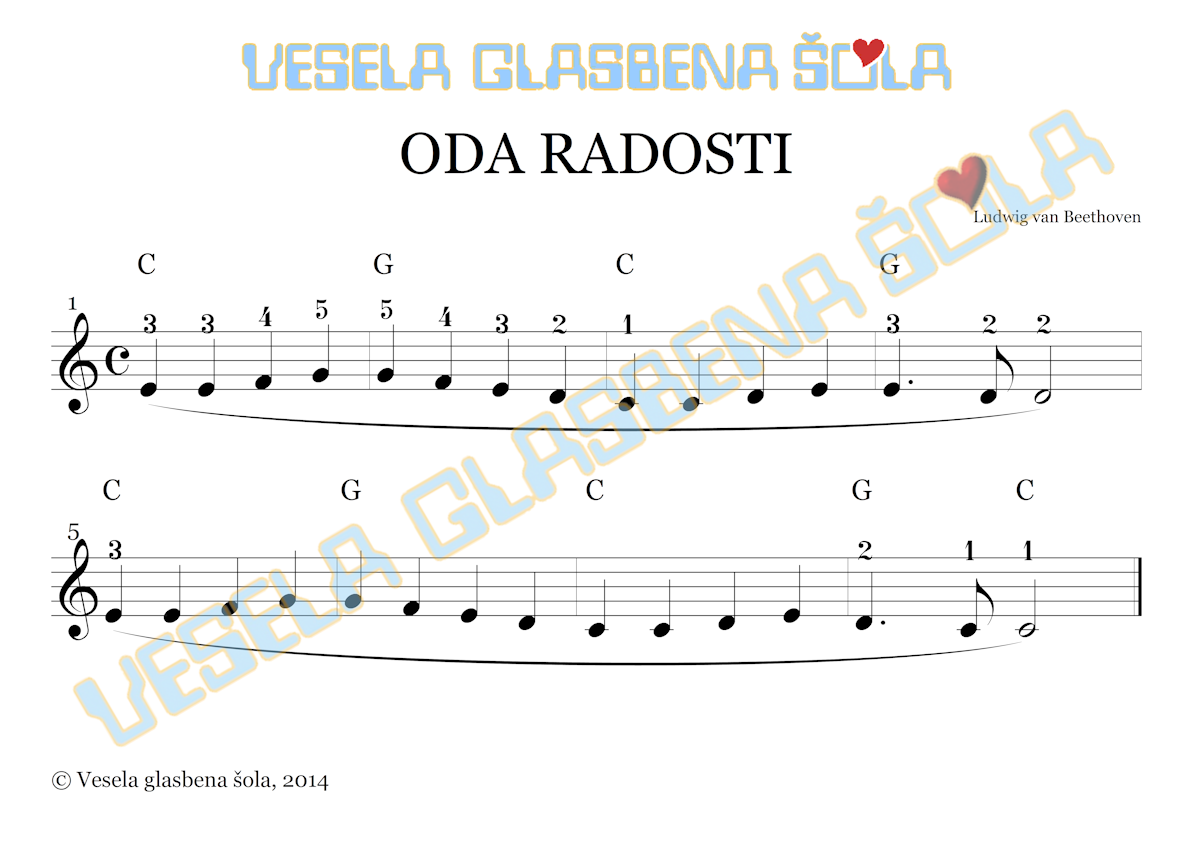 VESELA GLASBENA ŠOLA
ODA RADOSTI
Ludwig van Beethoven
VESELA GLASBENA ŠOLA
C G C G
1
3 3 4 5 5 4 3 2 1 3 2 2
C G C G C
5
3 2 1 1
© Vesela glasbena šola, 2014